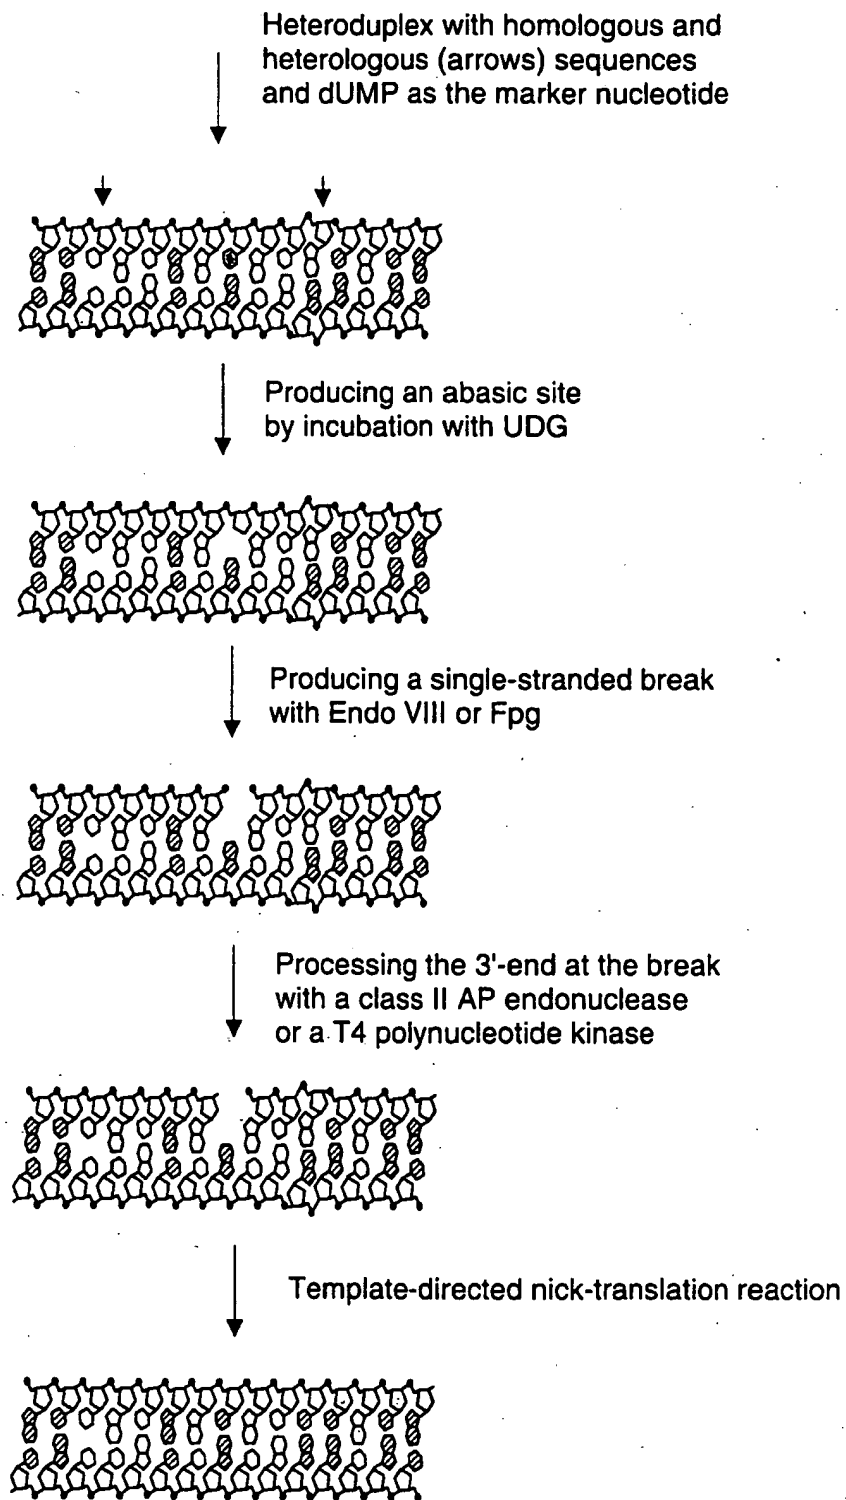 Heteroduplex with homologous and
heterologous (arrows) sequences
and dUMP as the marker nucleotide
Producing an abasic site
by incubation with UDG
Producing a single-stranded break
with Endo VIII or Fpg
Processing the 3'-end at the break
with a class II AP endonuclease
or a T4 polynucleotide kinase
Template-directed nick-translation reaction